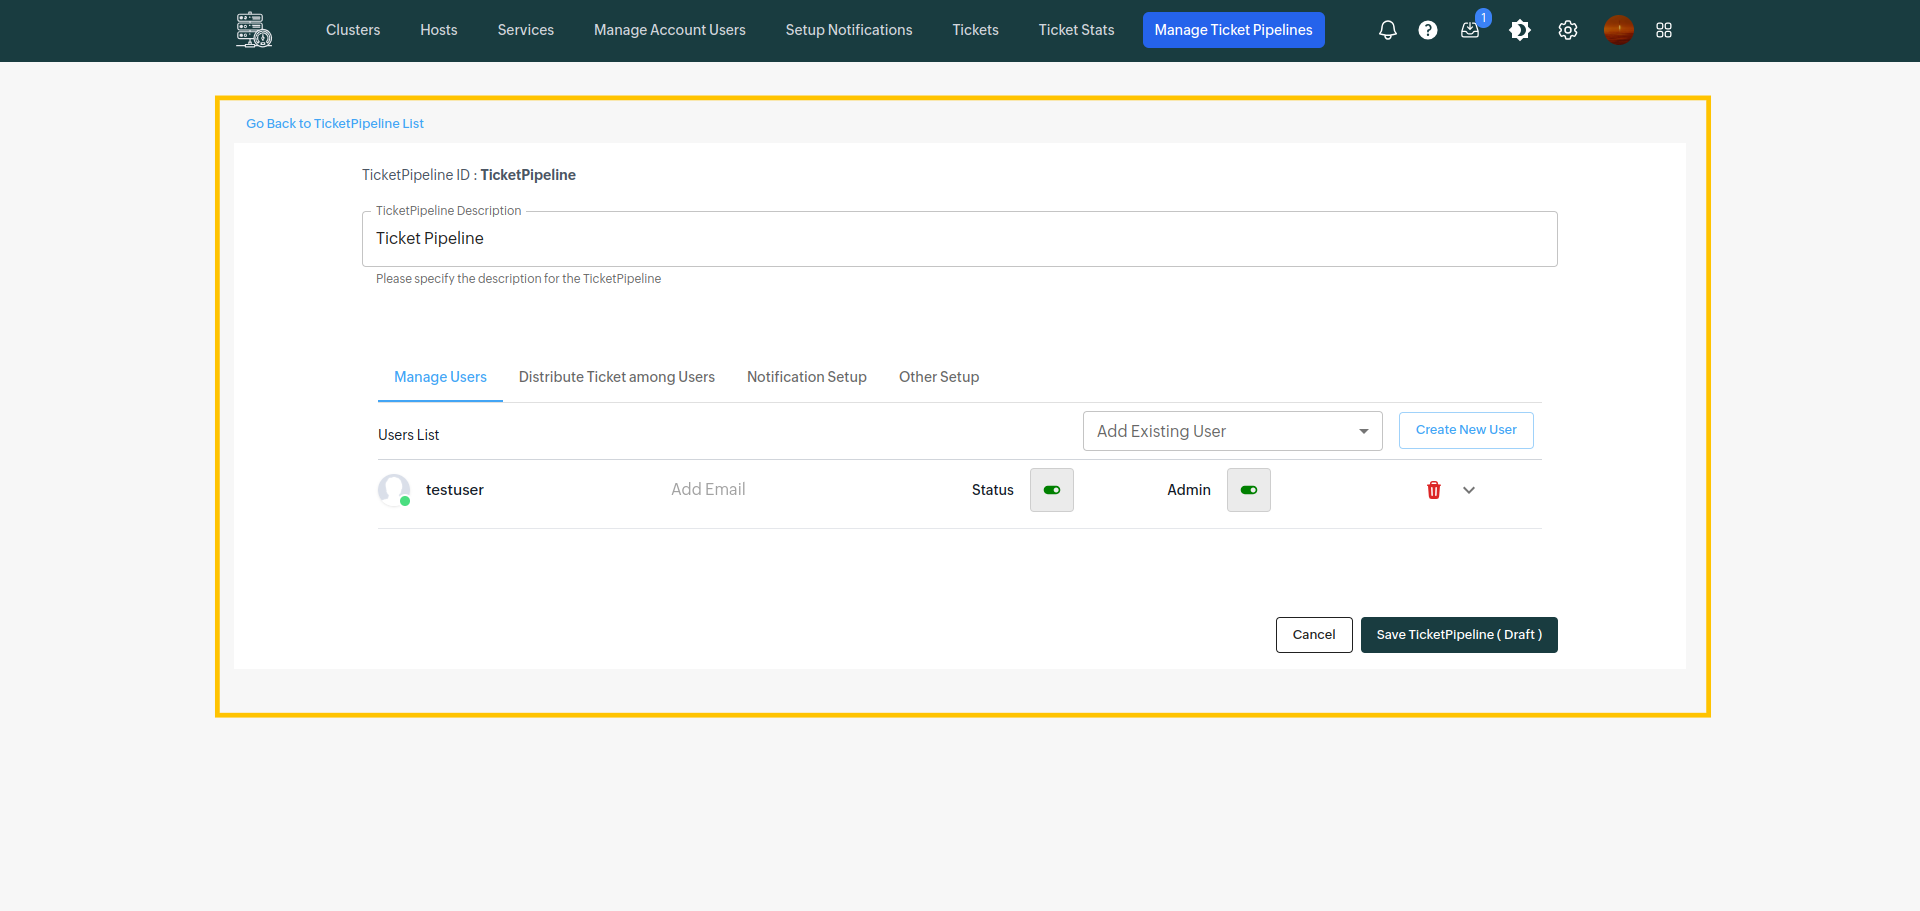 Clusters Hosts Services Manage Account Users Setup Notifications Tickets Ticket Stats Manage Ticket Pipelines 1
Go Back to TicketPipeline List
TicketPipeline ID : TicketPipeline
TicketPipeline Description
Ticket Pipeline
Please specify the description for the TicketPipeline
Manage Users Distribute Ticket among Users Notification Setup Other Setup
Users List Add Existing User Create New User
testuser Add Email Status Admin
Cancel Save TicketPipeline ( Draft )